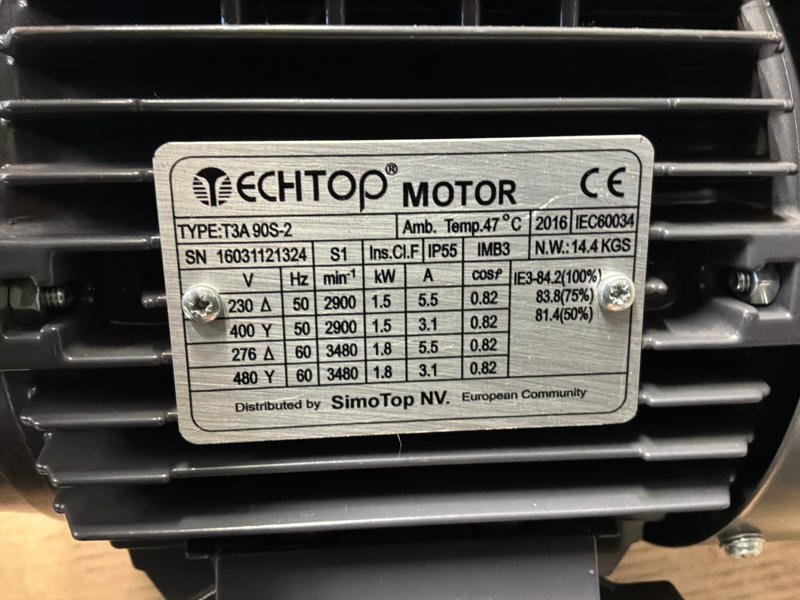 TECHTOP® MOTOR CE
TYPE:T3A 90S-2 Amb. Temp.47°C 2016 IEC60034
SN 16031121324 S1 Ins.Cl.F IP55 IMB3 N.W.: 14.4 KGS
V Hz min⁻¹ kW A cosφ IE3-84.2(100%)
230 Δ 50 2900 1.5 5.5 0.82 83.8(75%)
400 Y 50 2900 1.5 3.1 0.82 81.4(50%)
276 Δ 60 3480 1.8 5.5 0.82
480 Y 60 3480 1.8 3.1 0.82
Distributed by SimoTop NV. European Community